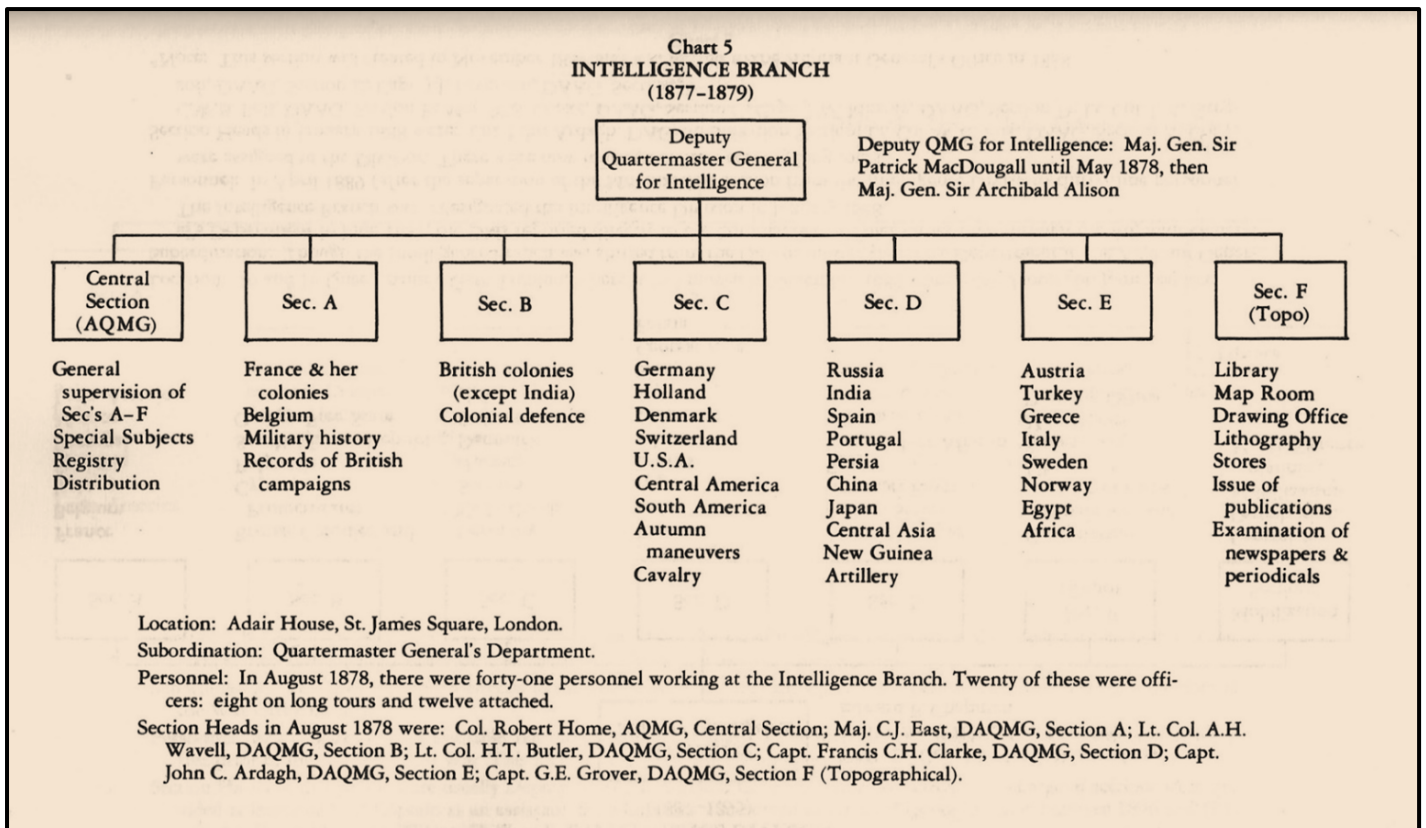 Chart 5
INTELLIGENCE BRANCH
(1877–1879)
Deputy
Quartermaster General
for Intelligence
Deputy QMG for Intelligence: Maj. Gen. Sir
Patrick MacDougall until May 1878, then
Maj. Gen. Sir Archibald Alison
Central
Section
(AQMG)
General
supervision of
Sec's A–F
Special Subjects
Registry
Distribution
Sec. A
France & her
colonies
Belgium
Military history
Records of British
campaigns
Sec. B
British colonies
(except India)
Colonial defence
Sec. C
Germany
Holland
Denmark
Switzerland
U.S.A.
Central America
South America
Autumn
maneuvers
Cavalry
Sec. D
Russia
India
Spain
Portugal
Persia
China
Japan
Central Asia
New Guinea
Artillery
Sec. E
Austria
Turkey
Greece
Italy
Sweden
Norway
Egypt
Africa
Sec. F
(Topo)
Library
Map Room
Drawing Office
Lithography
Stores
Issue of
publications
Examination of
newspapers &
periodicals
Location: Adair House, St. James Square, London.
Subordination: Quartermaster General's Department.
Personnel: In August 1878, there were forty-one personnel working at the Intelligence Branch. Twenty of these were offi-
cers: eight on long tours and twelve attached.
Section Heads in August 1878 were: Col. Robert Home, AQMG, Central Section; Maj. C.J. East, DAQMG, Section A; Lt. Col. A.H.
Wavell, DAQMG, Section B; Lt. Col. H.T. Butler, DAQMG, Section C; Capt. Francis C.H. Clarke, DAQMG, Section D; Capt.
John C. Ardagh, DAQMG, Section E; Capt. G.E. Grover, DAQMG, Section F (Topographical).